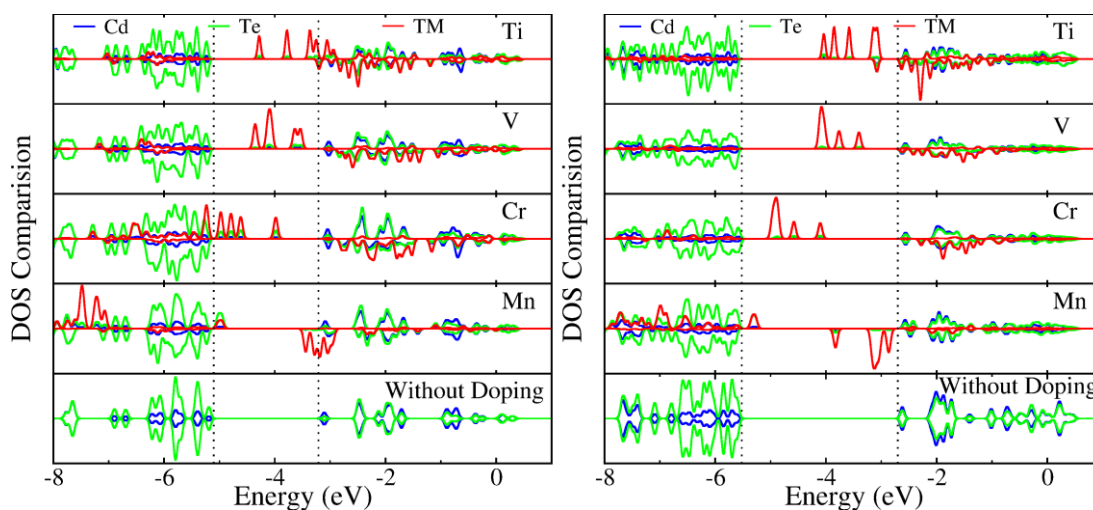 Cd Te TM
Ti
V
Cr
Mn
Without Doping
DOS Comparision
-8 -6 -4 -2 0
Energy (eV)
Cd Te TM
Ti
V
Cr
Mn
Without Doping
DOS Comparision
-8 -6 -4 -2 0
Energy (eV)